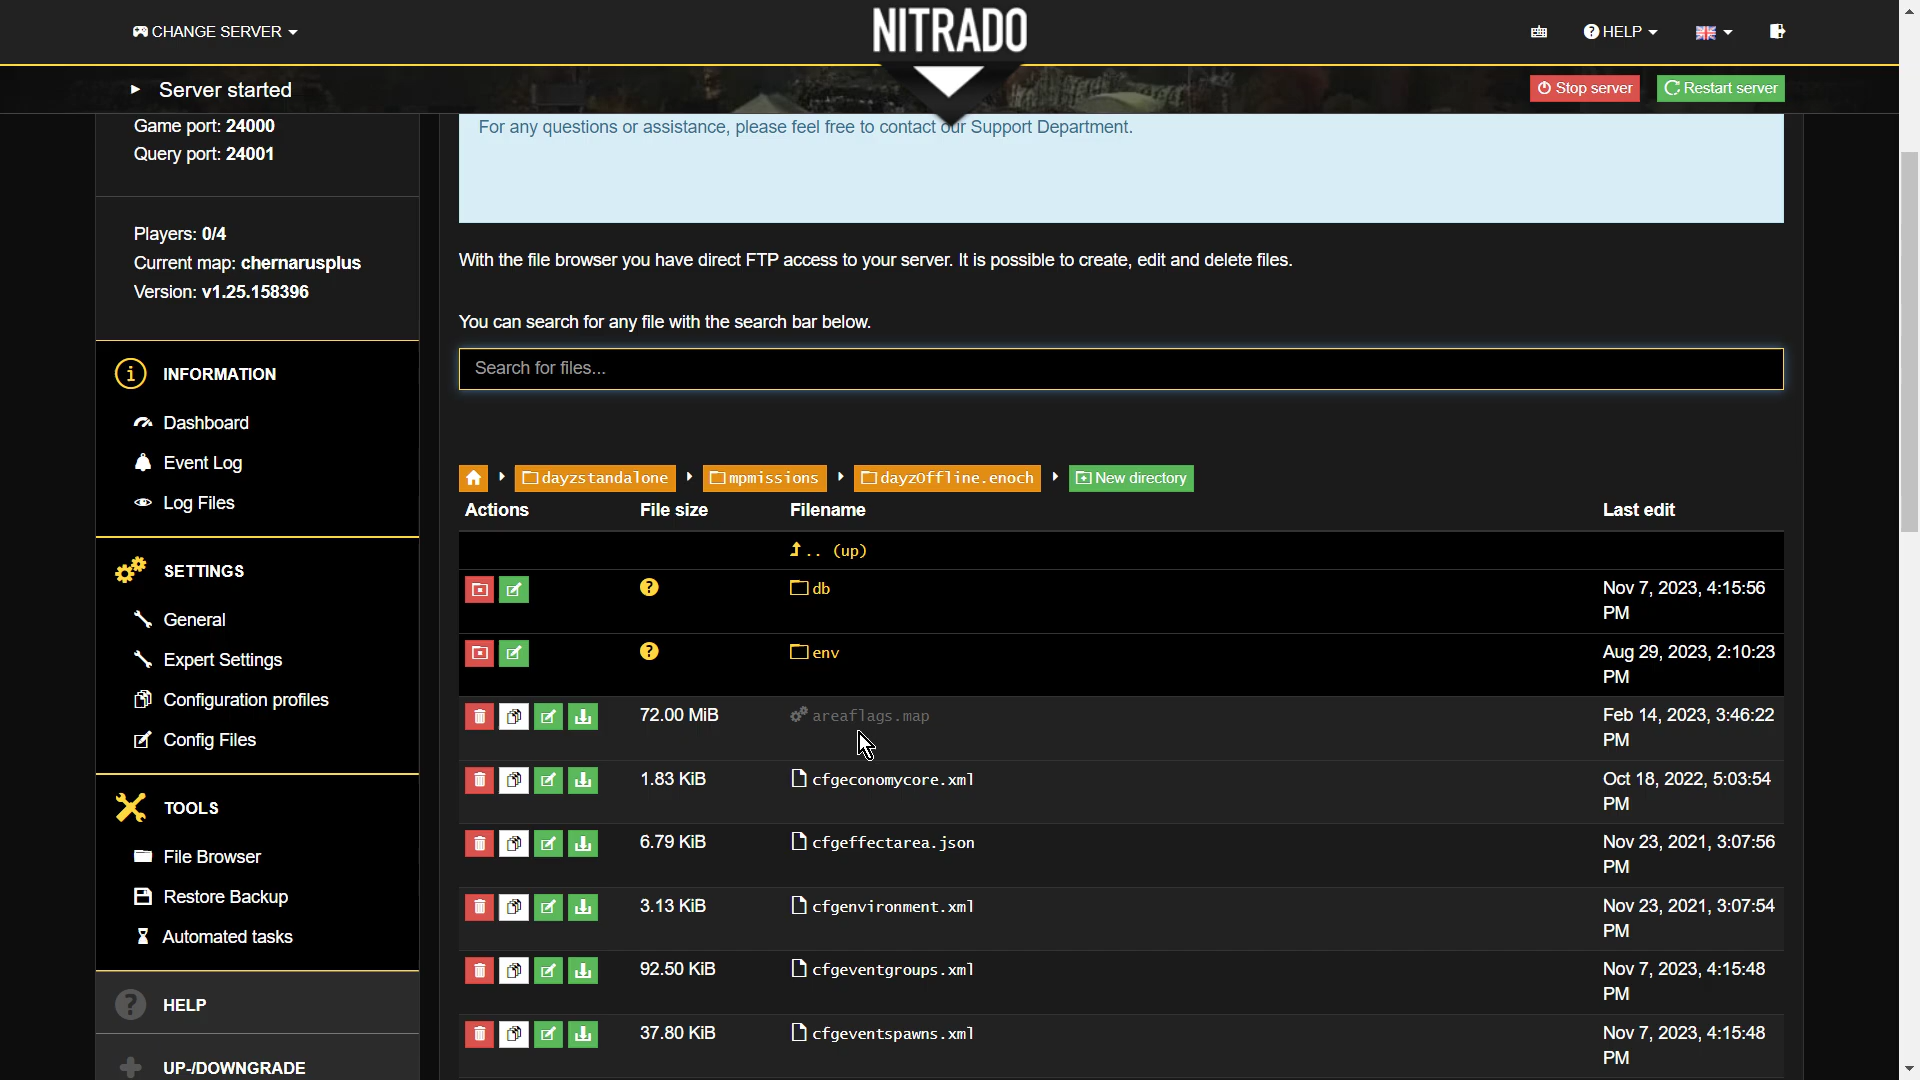 CHANGE SERVER
NITRADO
HELP
Server started
Stop server
Restart server
Game port: 24000
Query port: 24001
Players: 0/4
Current map: chernarusplus
Version: v1.25.158396
INFORMATION
Dashboard
Event Log
Log Files
SETTINGS
General
Expert Settings
Configuration profiles
Config Files
TOOLS
File Browser
Restore Backup
Automated tasks
HELP
UP-/DOWNGRADE
For any questions or assistance, please feel free to contact our Support Department.
With the file browser you have direct FTP access to your server. It is possible to create, edit and delete files.
You can search for any file with the search bar below.
Search for files...
dayzstandalone
mpmissions
dayzOffline.enoch
New directory
Actions File size Filename Last edit
.. (up)
db Nov 7, 2023, 4:15:56
PM
env Aug 29, 2023, 2:10:23
PM
72.00 MiB areaflags.map Feb 14, 2023, 3:46:22
PM
1.83 KiB cfgeconomycore.xml Oct 18, 2022, 5:03:54
PM
6.79 KiB cfgeffectarea.json Nov 23, 2021, 3:07:56
PM
3.13 KiB cfgenvironment.xml Nov 23, 2021, 3:07:54
PM
92.50 KiB cfgeventgroups.xml Nov 7, 2023, 4:15:48
PM
37.80 KiB cfgeventspawns.xml Nov 7, 2023, 4:15:48
PM